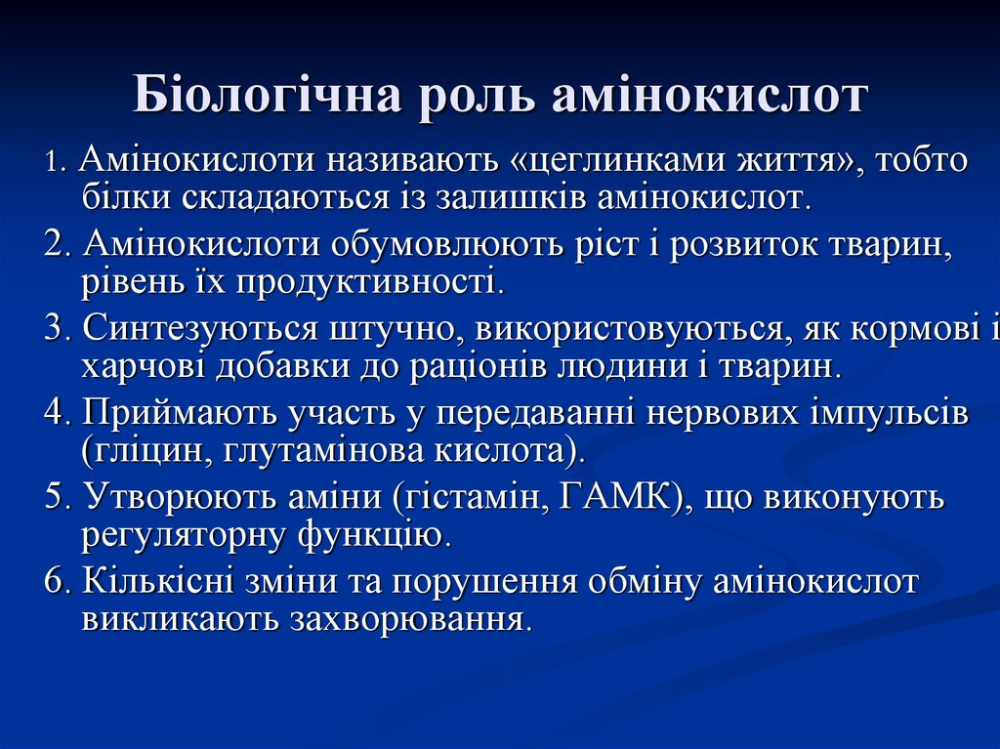 Біологічна роль амінокислот
1. Амінокислоти називають «цеглинками життя», тобто
білки складаються із залишків амінокислот.
2. Амінокислоти обумовлюють ріст і розвиток тварин,
рівень їх продуктивності.
3. Синтезуються штучно, використовуються, як кормові і
харчові добавки до раціонів людини і тварин.
4. Приймають участь у передаванні нервових імпульсів
(гліцин, глутамінова кислота).
5. Утворюють аміни (гістамін, ГАМК), що виконують
регуляторну функцію.
6. Кількісні зміни та порушення обміну амінокислот
викликають захворювання.